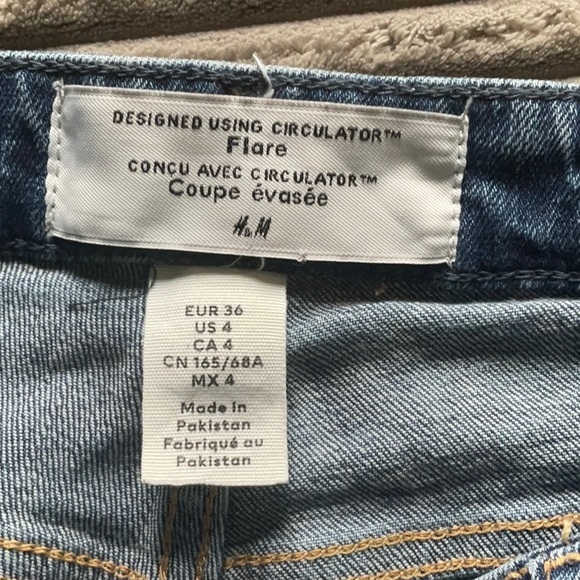 DESIGNED USING CIRCULATOR™
Flare
CONÇU AVEC CIRCULATOR™
Coupe évasée
H&M
EUR 36
US 4
CA 4
CN 165/68A
MX 4
Made in
Pakistan
Fabriqué au
Pakistan